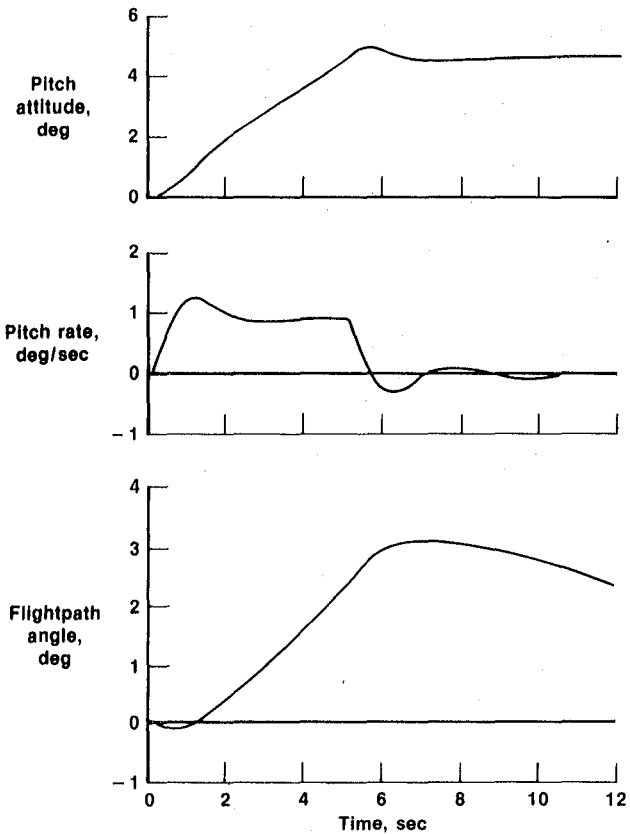 6
4
2
0
Pitch
attitude,
deg
2
1
0
-1
Pitch rate,
deg/sec
4
3
2
1
0
-1
Flightpath
angle,
deg
0 2 4 6 8 10 12
Time, sec